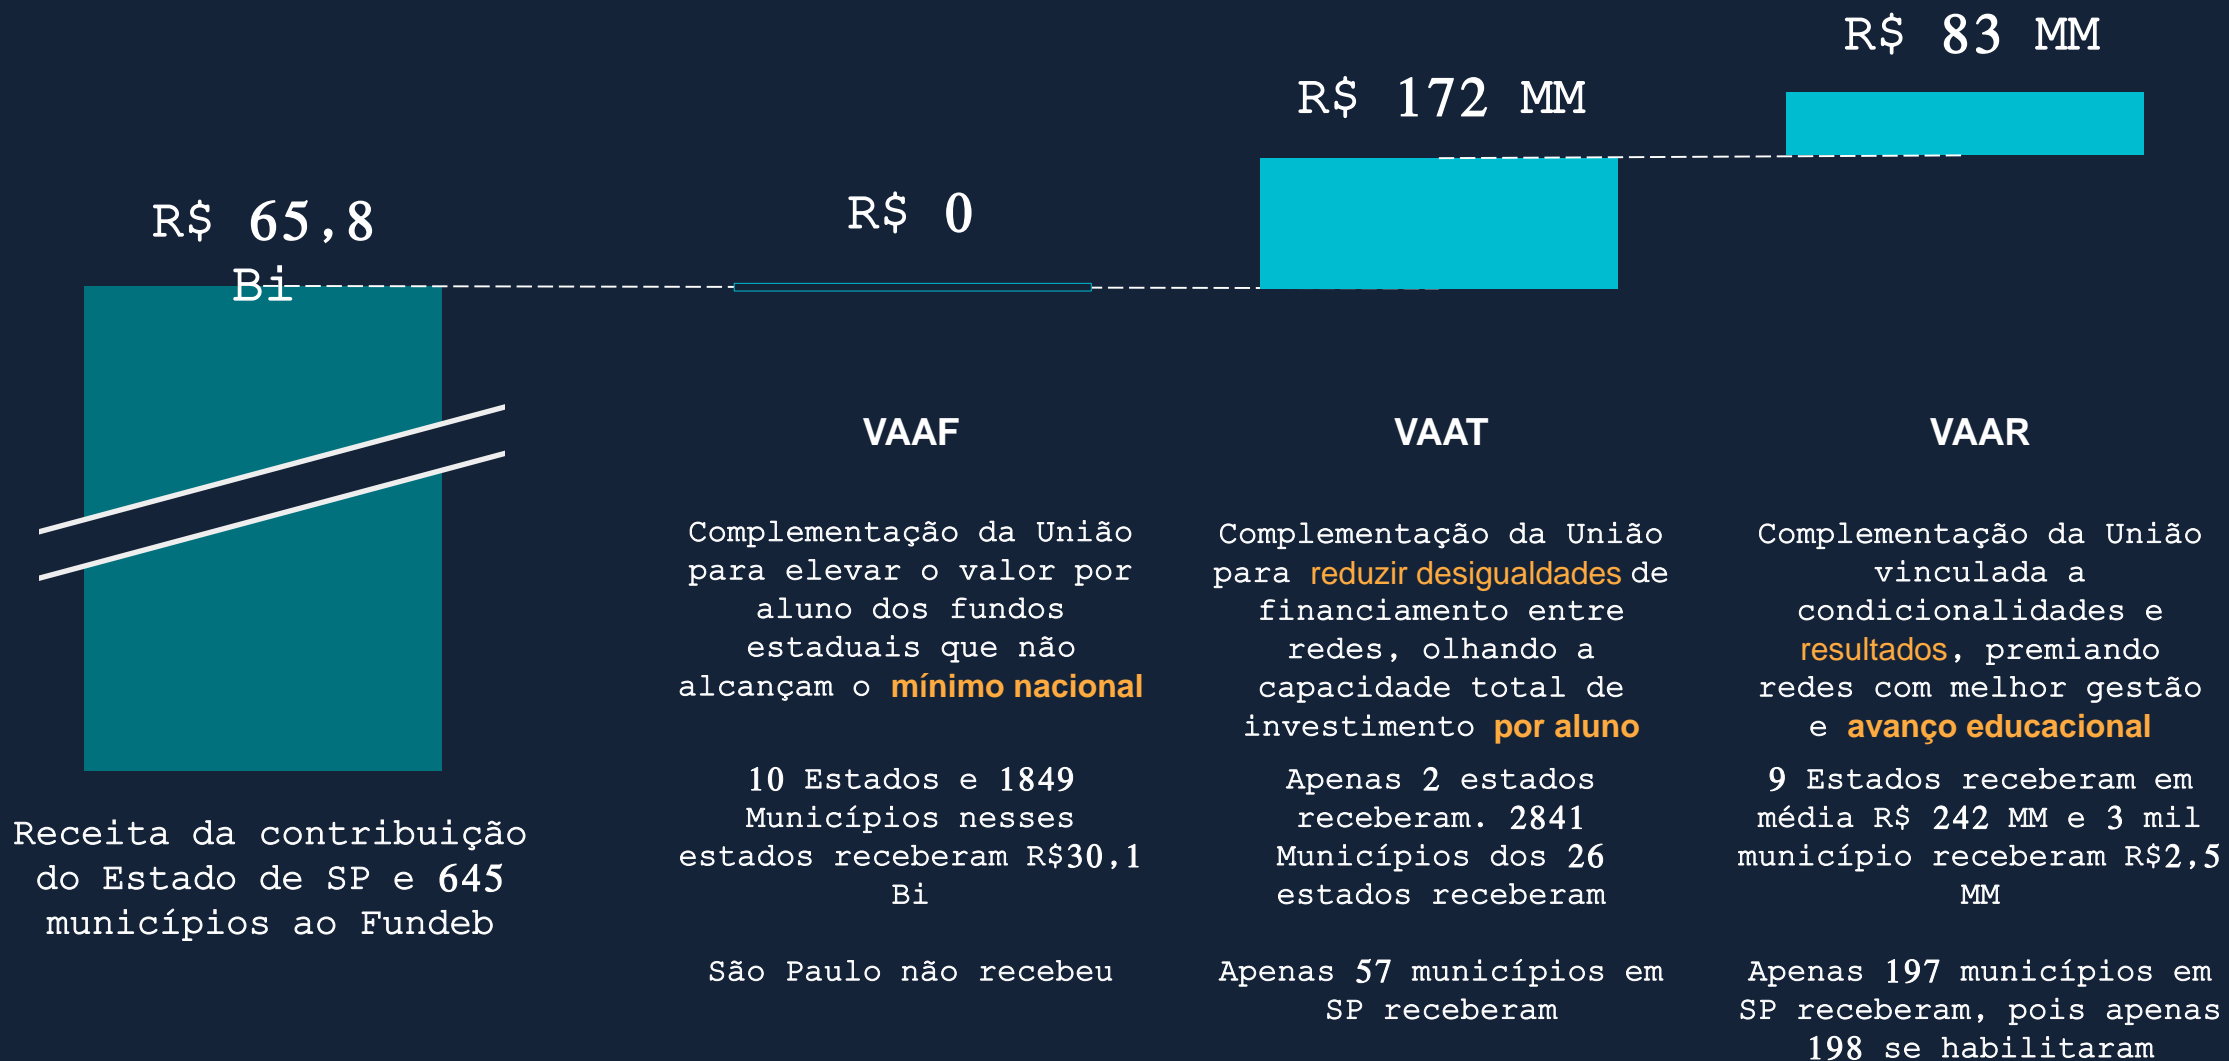 R$ 65,8
Bi
Receita da contribuição
do Estado de SP e 645
municípios ao Fundeb
R$ 0
VAAF
Complementação da União
para elevar o valor por
aluno dos fundos
estaduais que não
alcançam o mínimo nacional
10 Estados e 1849
Municípios nesses
estados receberam R$30,1
Bi
São Paulo não recebeu
R$ 172 MM
VAAT
Complementação da União
para reduzir desigualdades de
financiamento entre
redes, olhando a
capacidade total de
investimento por aluno
Apenas 2 estados
receberam. 2841
Municípios dos 26
estados receberam
Apenas 57 municípios em
SP receberam
R$ 83 MM
VAAR
Complementação da União
vinculada a
condicionalidades e
resultados, premiando
redes com melhor gestão
e avanço educacional
9 Estados receberam em
média R$ 242 MM e 3 mil
município receberam R$2,5
MM
Apenas 197 municípios em
SP receberam, pois apenas
198 se habilitaram